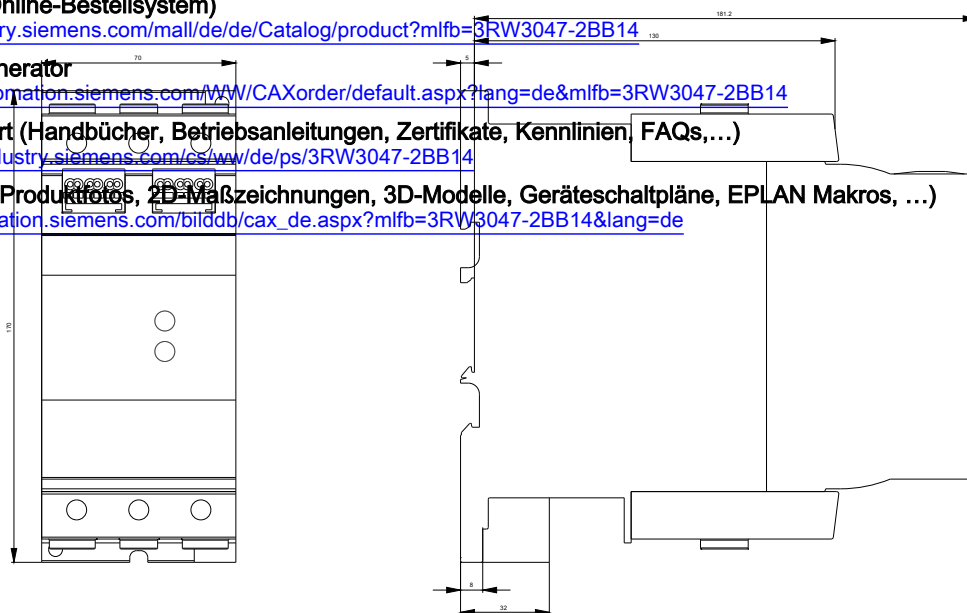 Online-Bestellsystem)
181.2
ry.siemens.com/mall/de/de/Catalog/product?mlfb=3RW3047-2BB14
130
70
5
nerator
omation.siemens.com/WW/CAXorder/default.aspx?lang=de&mlfb=3RW3047-2BB14
rt (Handbücher, Betriebsanleitungen, Zertifikate, Kennlinien, FAQs,…)
dustry.siemens.com/cs/ww/de/ps/3RW3047-2BB14
Produktfotos, 2D-Maßzeichnungen, 3D-Modelle, Geräteschaltpläne, EPLAN Makros, …)
ation.siemens.com/bilddb/cax_de.aspx?mlfb=3RW3047-2BB14&lang=de
170
8
32